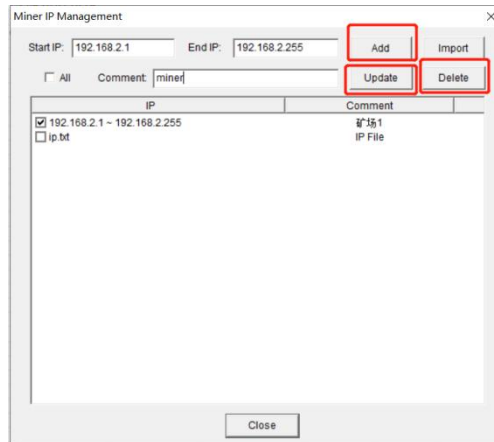 Miner IP Management
Start IP: 192.168.2.1 End IP: 192.168.2.255 Add Import
All Comment: miner Update Delete
IP Comment
192.168.2.1 ~ 192.168.2.255 矿场1
ip.txt IP File
Close